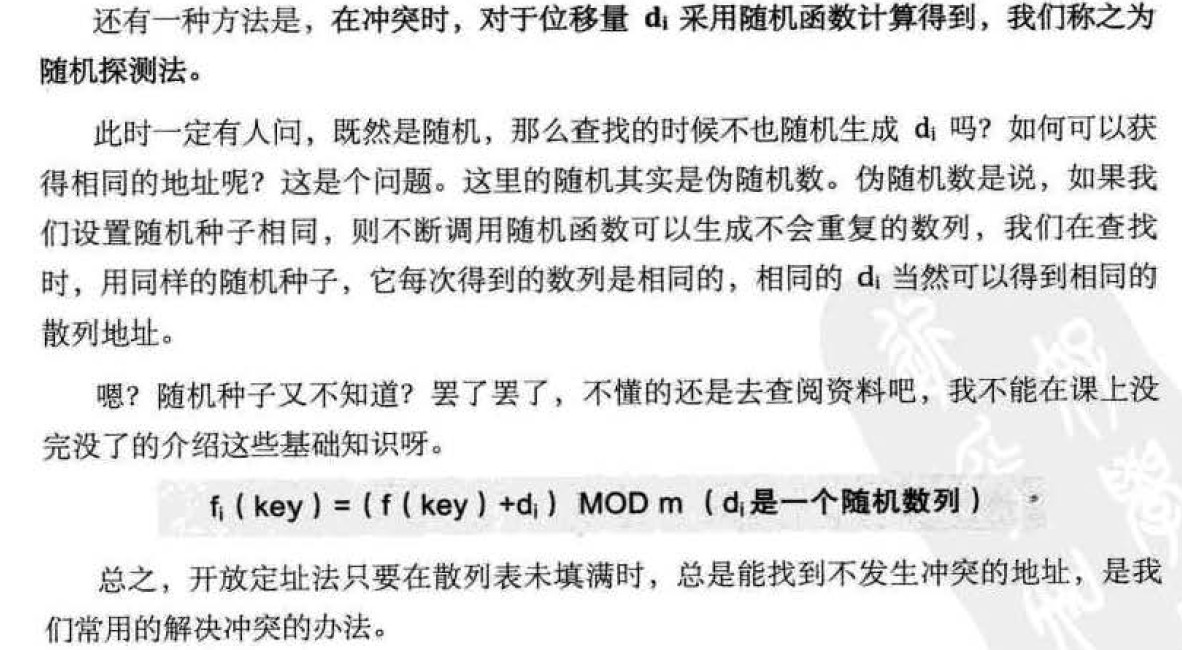 还有一种方法是，在冲突时，对于位移量 di 采用随机函数计算得到，我们称之为
随机探测法。
此时一定有人问，既然是随机，那么查找的时候不也随机生成 di 吗？如何可以获
得相同的地址呢？这是个问题。这里的随机其实是伪随机数。伪随机数是说，如果我
们设置随机种子相同，则不断调用随机函数可以生成不会重复的数列，我们在查找
时，用同样的随机种子，它每次得到的数列是相同的，相同的 di 当然可以得到相同的
散列地址。
嗯？随机种子又不知道？罢了罢了，不懂的还是去查阅资料吧，我不能在课上没
完没了的介绍这些基础知识呀。
fi（key）=（f（key）+di） MOD m （di是一个随机数列）
总之，开放定址法只要在散列表未填满时，总是能找到不发生冲突的地址，是我
们常用的解决冲突的办法。